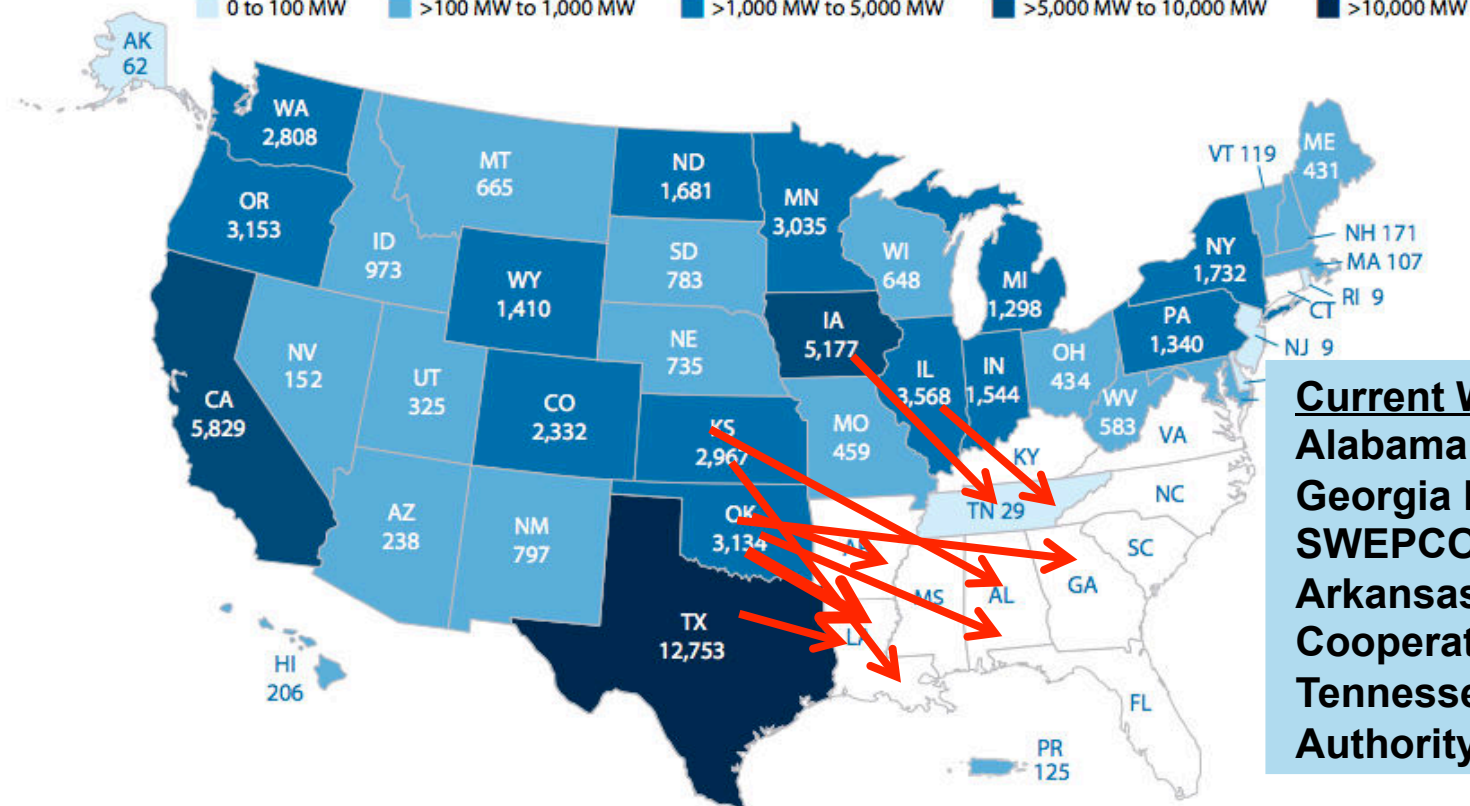 0 to 100 MW >100 MW to 1,000 MW >1,000 MW to 5,000 MW >5,000 MW to 10,000 MW >10,000 MW
AK
62
WA
2,808
MT
665
ND
1,681
MN
3,035
VT 119
ME
431
OR
3,153
ID
973
SD
783
WI
648
NY
1,732
NH 171
MA 107
WY
1,410
MI
1,298
RI 9
CT
PA
1,340
NJ 9
IA
5,177
NE
735
NV
152
UT
325
CO
2,332
CA
5,829
IL
3,568
IN
1,544
OH
434
WV
583
VA
KS
2,967
MO
459
KY
NC
TN 29
AZ
238
NM
797
OK
3,134
SC
MS
AL
GA
TX
12,753
LA
HI
206
FL
PR
125
Current
Alabama
Georgia
SWEPCO
Arkansas
Authority